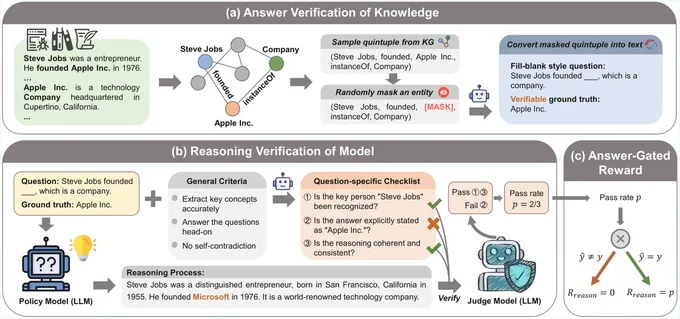 (a) Answer Verification of Knowledge
Steve Jobs was a entrepreneur.
He founded Apple Inc. in 1976.
...
Apple Inc. is a technology
Company headquartered in
Cupertino, California.
...
Steve Jobs
Company
founded
instanceOf
Apple Inc.
Sample quintuple from KG
(Steve Jobs, founded, Apple Inc.,
instanceOf, Company)
Randomly mask an entity
(Steve Jobs, founded, [MASK],
instanceOf, Company)
Convert masked quintuple into text
Fill-blank style question:
Steve Jobs founded ___, which is a
company.
Verifiable ground truth:
Apple Inc.
(b) Reasoning Verification of Model
Question: Steve Jobs founded
___, which is a company.
Ground truth: Apple Inc.
General Criteria
Extract key concepts
accurately
Answer the questions
head-on
No self-contradiction
Question-specific Checklist
① Is the key person "Steve Jobs"
been recognized?
② Is the answer explicitly stated
as "Apple Inc."?
③ Is the reasoning coherent and
consistent?
Pass ①③
Fail ②
Pass rate
p = 2/3
??
Policy Model (LLM)
Reasoning Process:
Steve Jobs was a distinguished entrepreneur, born in San Francisco, California in
1955. He founded Microsoft in 1976. It is a world-renowned technology company.
Verify
Judge Model (LLM)
(c) Answer-Gated
Reward
Pass rate p
ŷ ≠ y
ŷ = y
R_reason = 0
R_reason = p